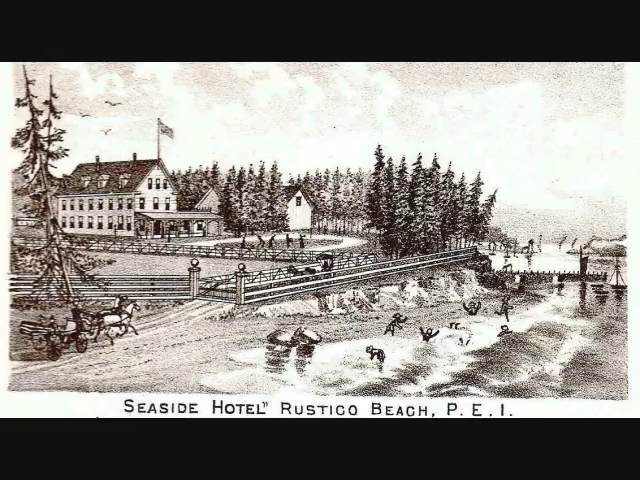 SEASIDE HOTEL" RUSTICO BEACH, P. E. I.